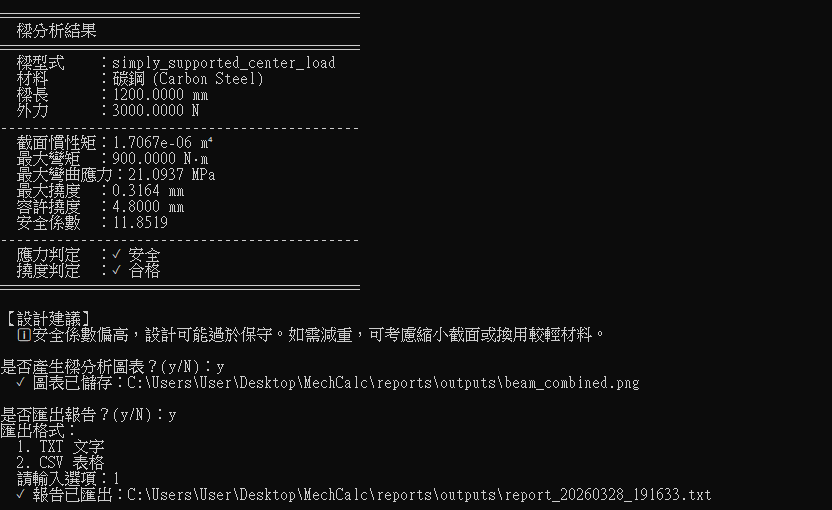 樑分析結果
樑型式 :simply_supported_center_load
材料 :碳鋼 (Carbon Steel)
樑長 :1200.0000 mm
外力 :3000.0000 N
截面慣性矩:1.7067e-06 m⁴
最大彎矩 :900.0000 N·m
最大彎曲應力:21.0937 MPa
最大撓度 :0.3164 mm
容許撓度 :4.8000 mm
安全係數 :11.8519
應力判定 :✓ 安全
撓度判定 :✓ 合格
【設計建議】
ⓘ安全係數偏高，設計可能過於保守。如需減重，可考慮縮小截面或換用較輕材料。
是否產生樑分析圖表？(y/N)：y
✓ 圖表已儲存：C:\Users\User\Desktop\MechCalc\reports\outputs\beam_combined.png
是否匯出報告？(y/N)：y
匯出格式：
1. TXT 文字
2. CSV 表格
請輸入選項：1
✓ 報告已匯出：C:\Users\User\Desktop\MechCalc\reports\outputs\report_20260328_191633.txt